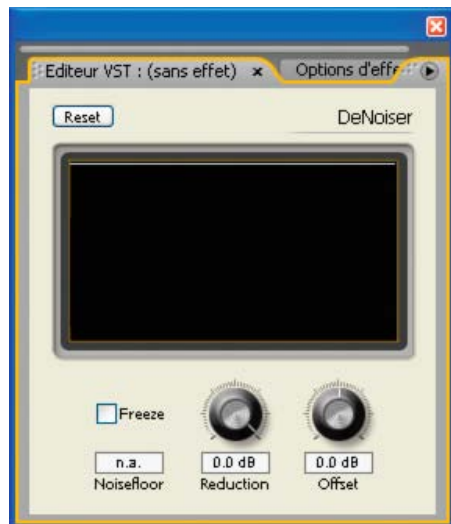 Editeur VST : (sans effet) x Options d'effe
Reset
DeNoiser
Freeze
n.a.
0.0 dB
0.0 dB
Noisefloor
Reduction
Offset